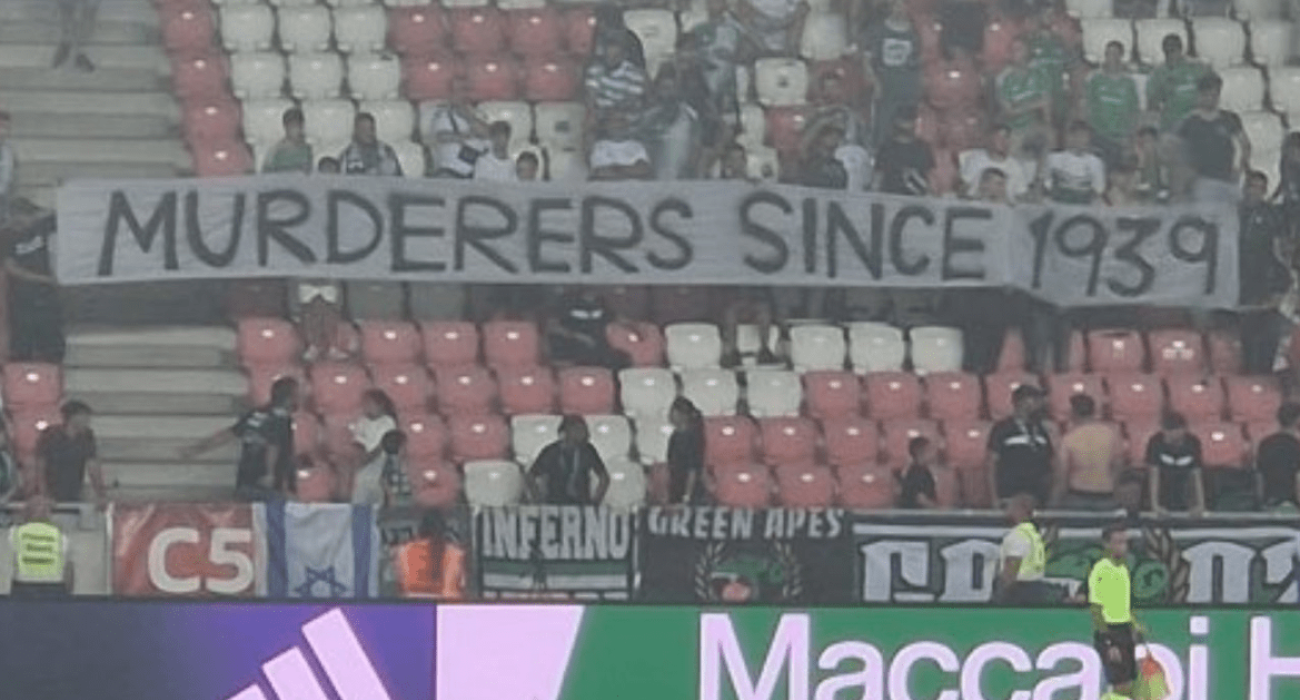 MURDERERS SINCE 1939
C5
INFERNO
GREEN APES
Maccabi H